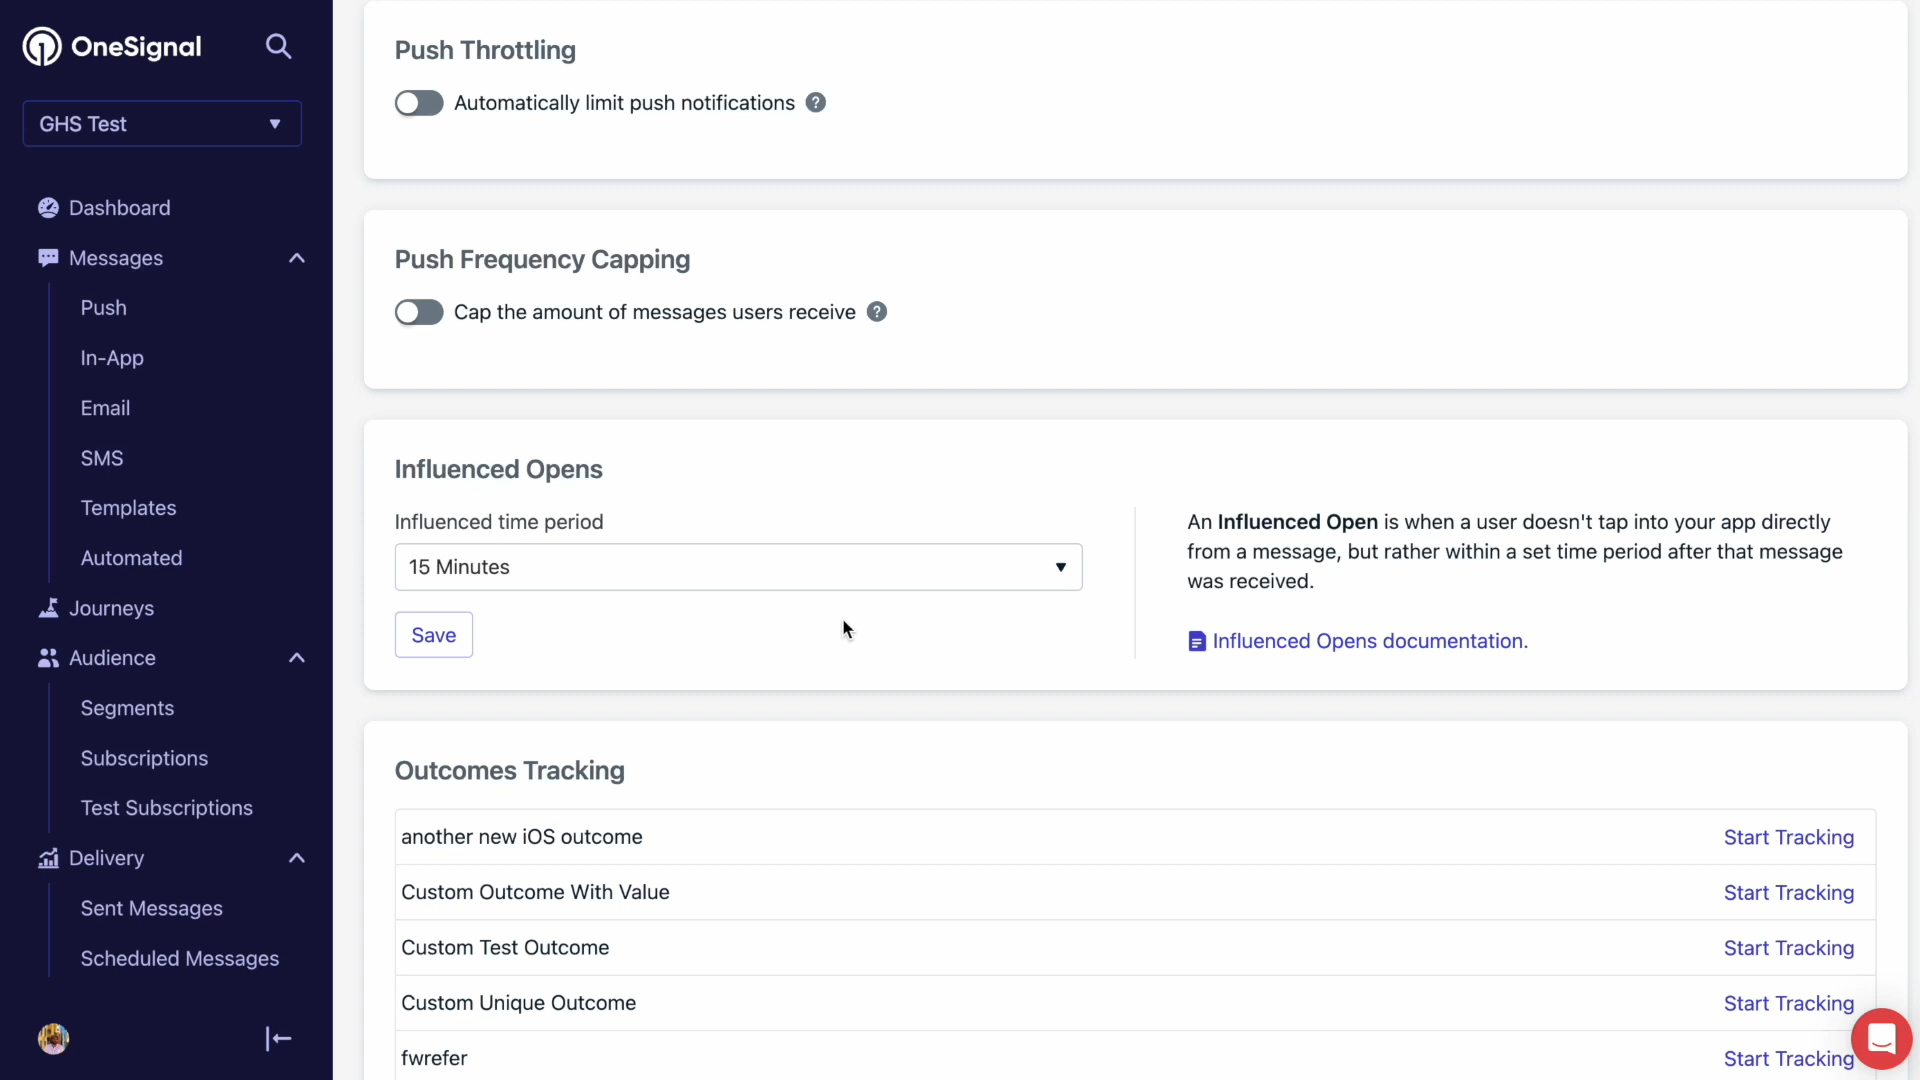 OneSignal
GHS Test
Dashboard
Messages
Push
In-App
Email
SMS
Templates
Automated
Journeys
Audience
Segments
Subscriptions
Test Subscriptions
Delivery
Sent Messages
Scheduled Messages
Push Throttling
Automatically limit push notifications ?
Push Frequency Capping
Cap the amount of messages users receive ?
Influenced Opens
Influenced time period
15 Minutes
Save
An Influenced Open is when a user doesn't tap into your app directly
from a message, but rather within a set time period after that message
was received.
Influenced Opens documentation.
Outcomes Tracking
another new iOS outcome Start Tracking
Custom Outcome With Value Start Tracking
Custom Test Outcome Start Tracking
Custom Unique Outcome Start Tracking
fwrefer Start Tracking